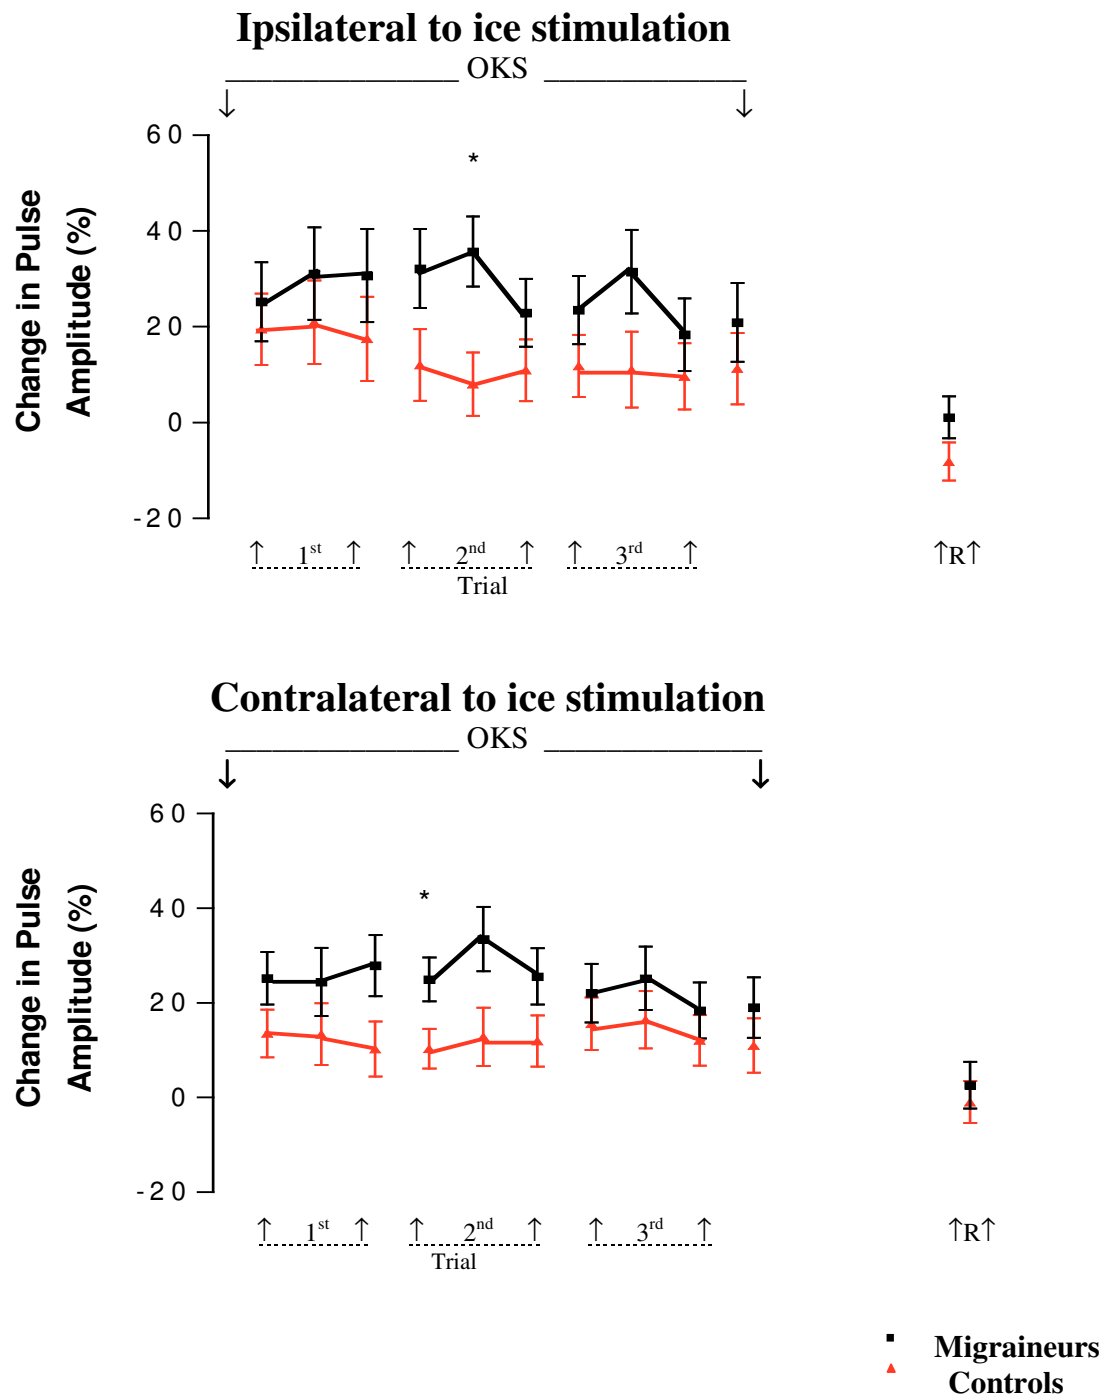 Ipsilateral to ice stimulation
OKS
↓ ↓
Change in Pulse
Amplitude (%)
60
40
20
0
-20
*
↑ 1st ↑ ↑ 2nd ↑ ↑ 3rd ↑ ↑R↑
Trial
Contralateral to ice stimulation
OKS
↓ ↓
Change in Pulse
Amplitude (%)
60
40
20
0
-20
*
↑ 1st ↑ ↑ 2nd ↑ ↑ 3rd ↑ ↑R↑
Trial
Migraineurs
Controls